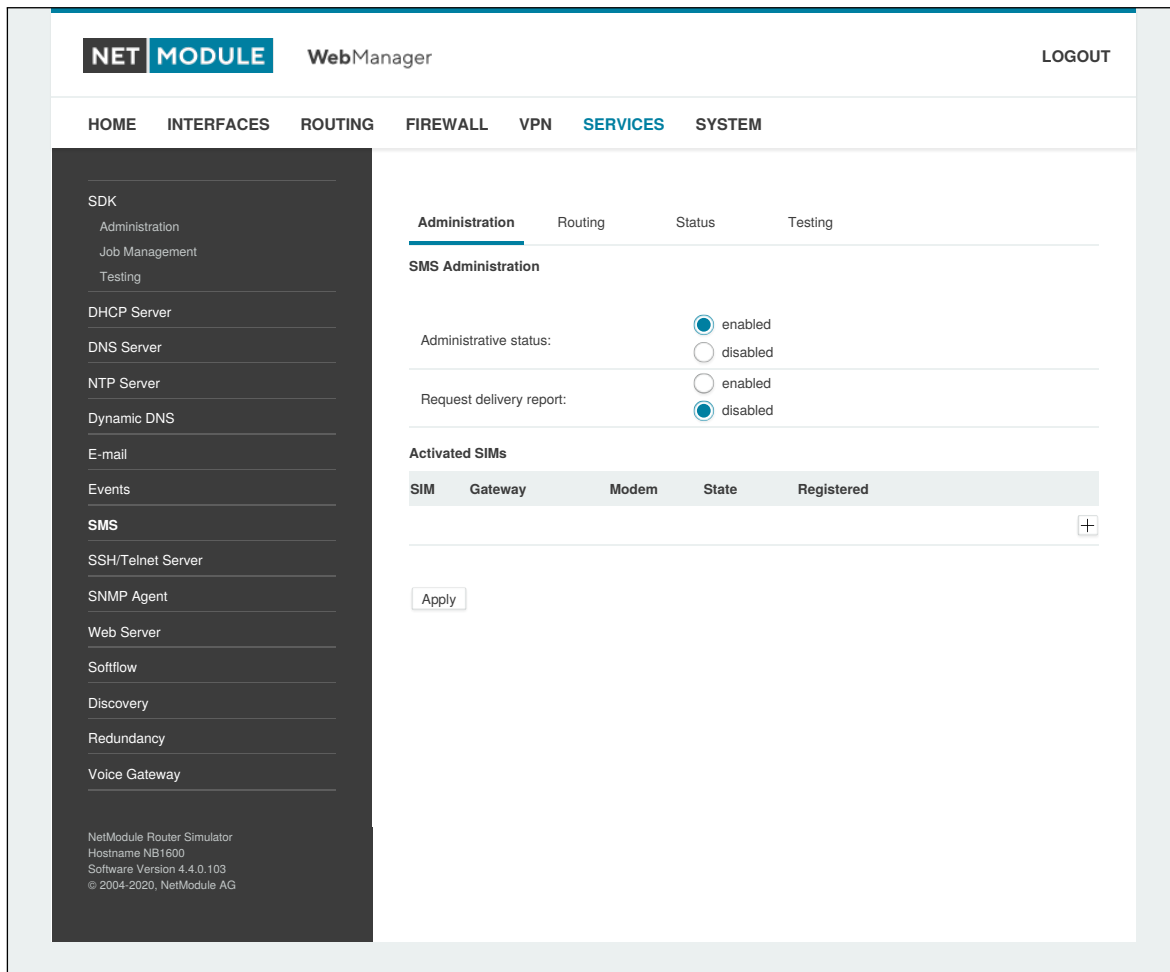 NET MODULE WebManager LOGOUT
HOME INTERFACES ROUTING FIREWALL VPN SERVICES SYSTEM
SDK
Administration
Job Management
Testing
DHCP Server
DNS Server
NTP Server
Dynamic DNS
E-mail
Events
SMS
SSH/Telnet Server
SNMP Agent
Web Server
Softflow
Discovery
Redundancy
Voice Gateway
NetModule Router Simulator
Hostname NB1600
Software Version 4.4.0.103
© 2004-2020, NetModule AG
Administration Routing Status Testing
SMS Administration
Administrative status:
enabled
disabled
Request delivery report:
enabled
disabled
Activated SIMs
SIM Gateway Modem State Registered
Apply